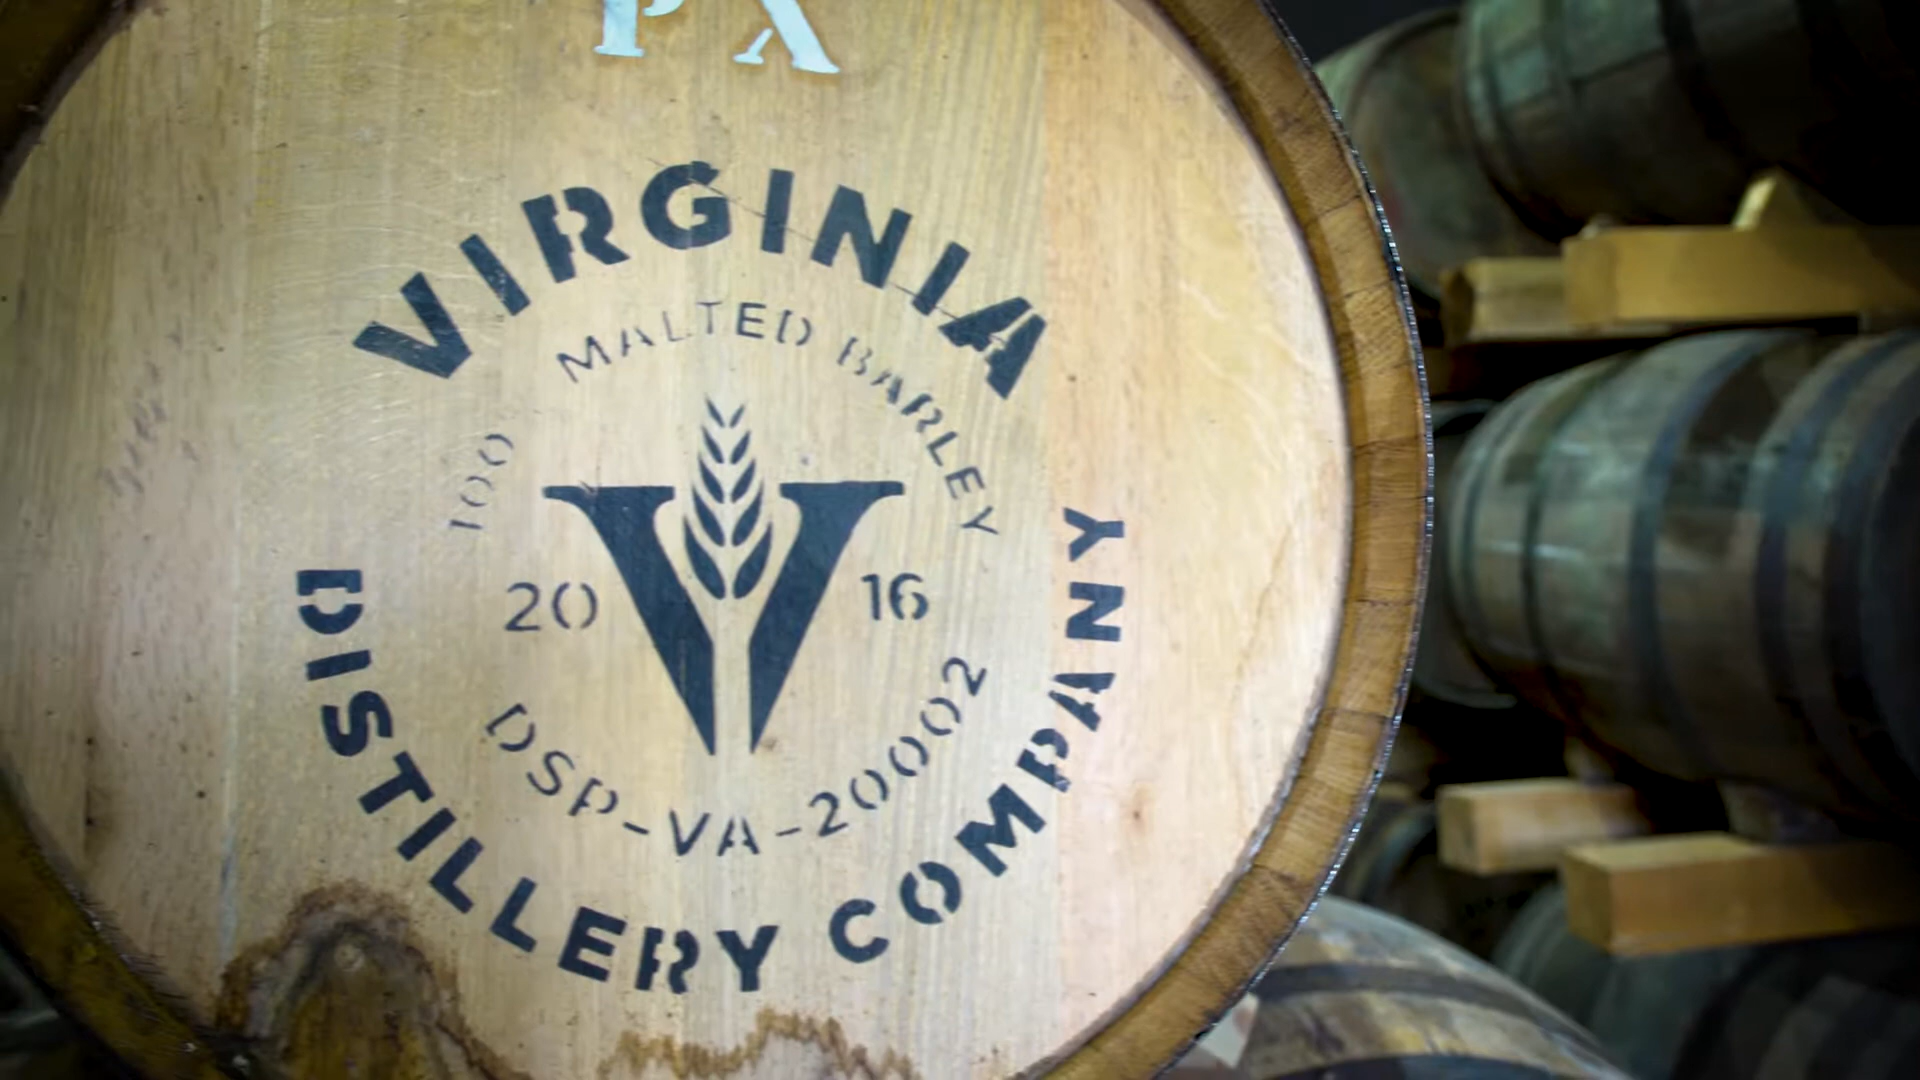 PX
VIRGINIA
100 MALTED BARLEY
20 V 16
DSP-VA-20002
DISTILLERY COMPANY